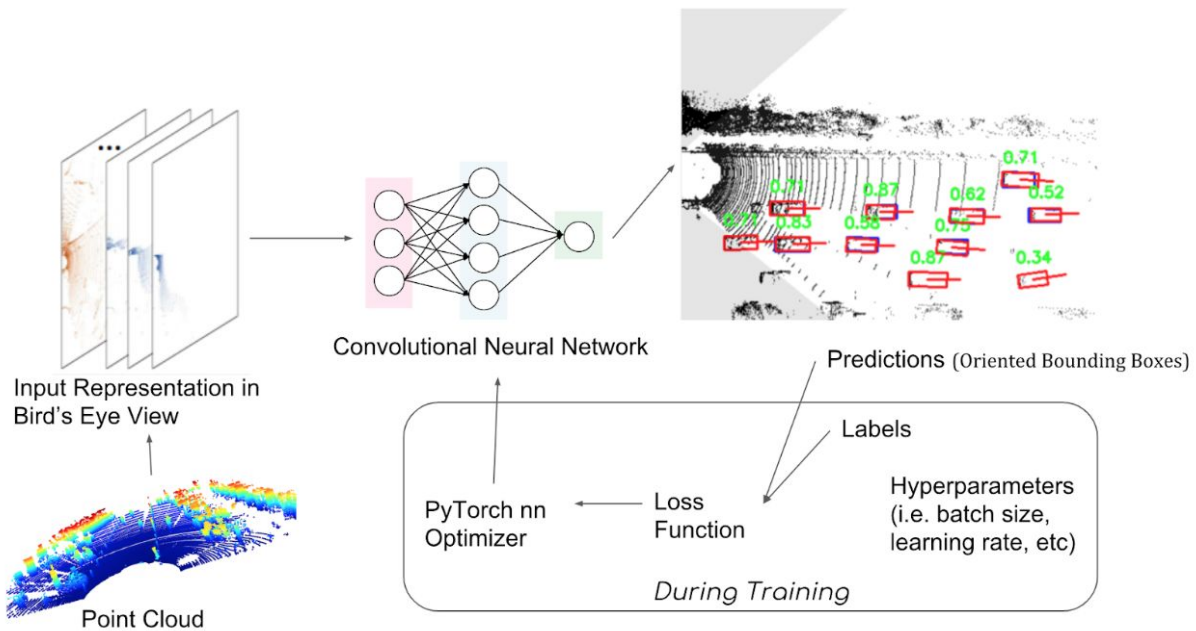 ...
0.71
0.71
0.87
0.62
0.52
0.71
0.83
0.58
0.75
0.87
0.34
Convolutional Neural Network
Predictions (Oriented Bounding Boxes)
Input Representation in
Bird's Eye View
Labels
PyTorch nn
Optimizer
Loss
Function
Hyperparameters
(i.e. batch size,
learning rate, etc)
During Training
Point Cloud